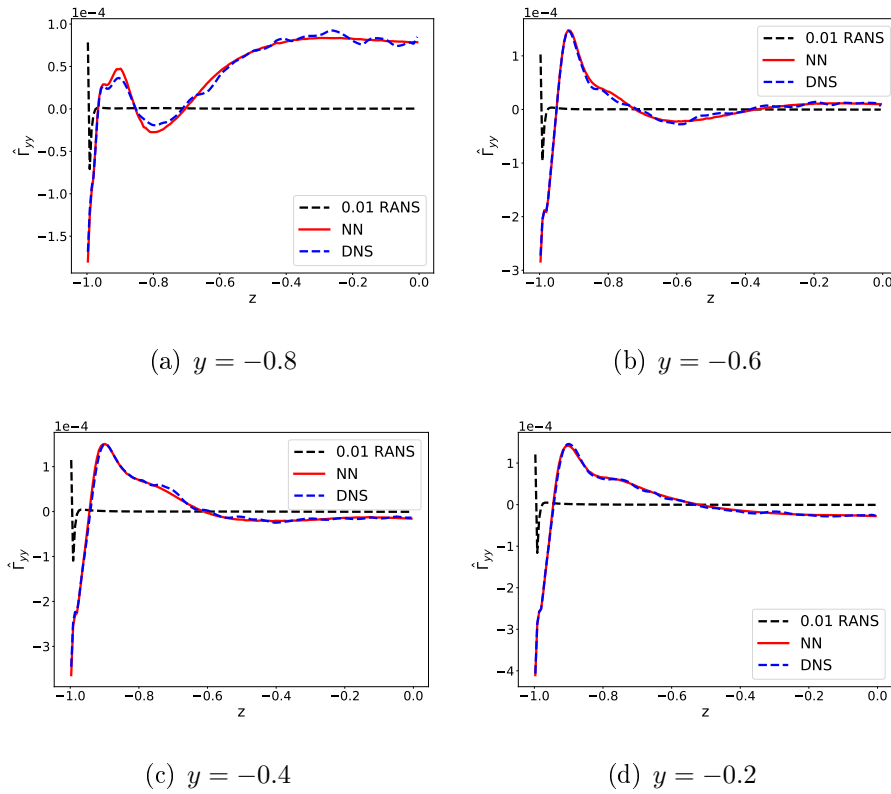 1e-4
1.0
0.5
0.0
−0.5
−1.0
−1.5
Γ̂yy
0.01 RANS
NN
DNS
−1.0 −0.8 −0.6 −0.4 −0.2 0.0
z
(a) y = −0.8
1e-4
1
0
−1
−2
−3
Γ̂yy
0.01 RANS
NN
DNS
−1.0 −0.8 −0.6 −0.4 −0.2 0.0
z
(b) y = −0.6
1e-4
1
0
−1
−2
−3
Γ̂yy
0.01 RANS
NN
DNS
−1.0 −0.8 −0.6 −0.4 −0.2 0.0
z
(c) y = −0.4
1e-4
1
0
−1
−2
−3
−4
Γ̂yy
0.01 RANS
NN
DNS
−1.0 −0.8 −0.6 −0.4 −0.2 0.0
z
(d) y = −0.2